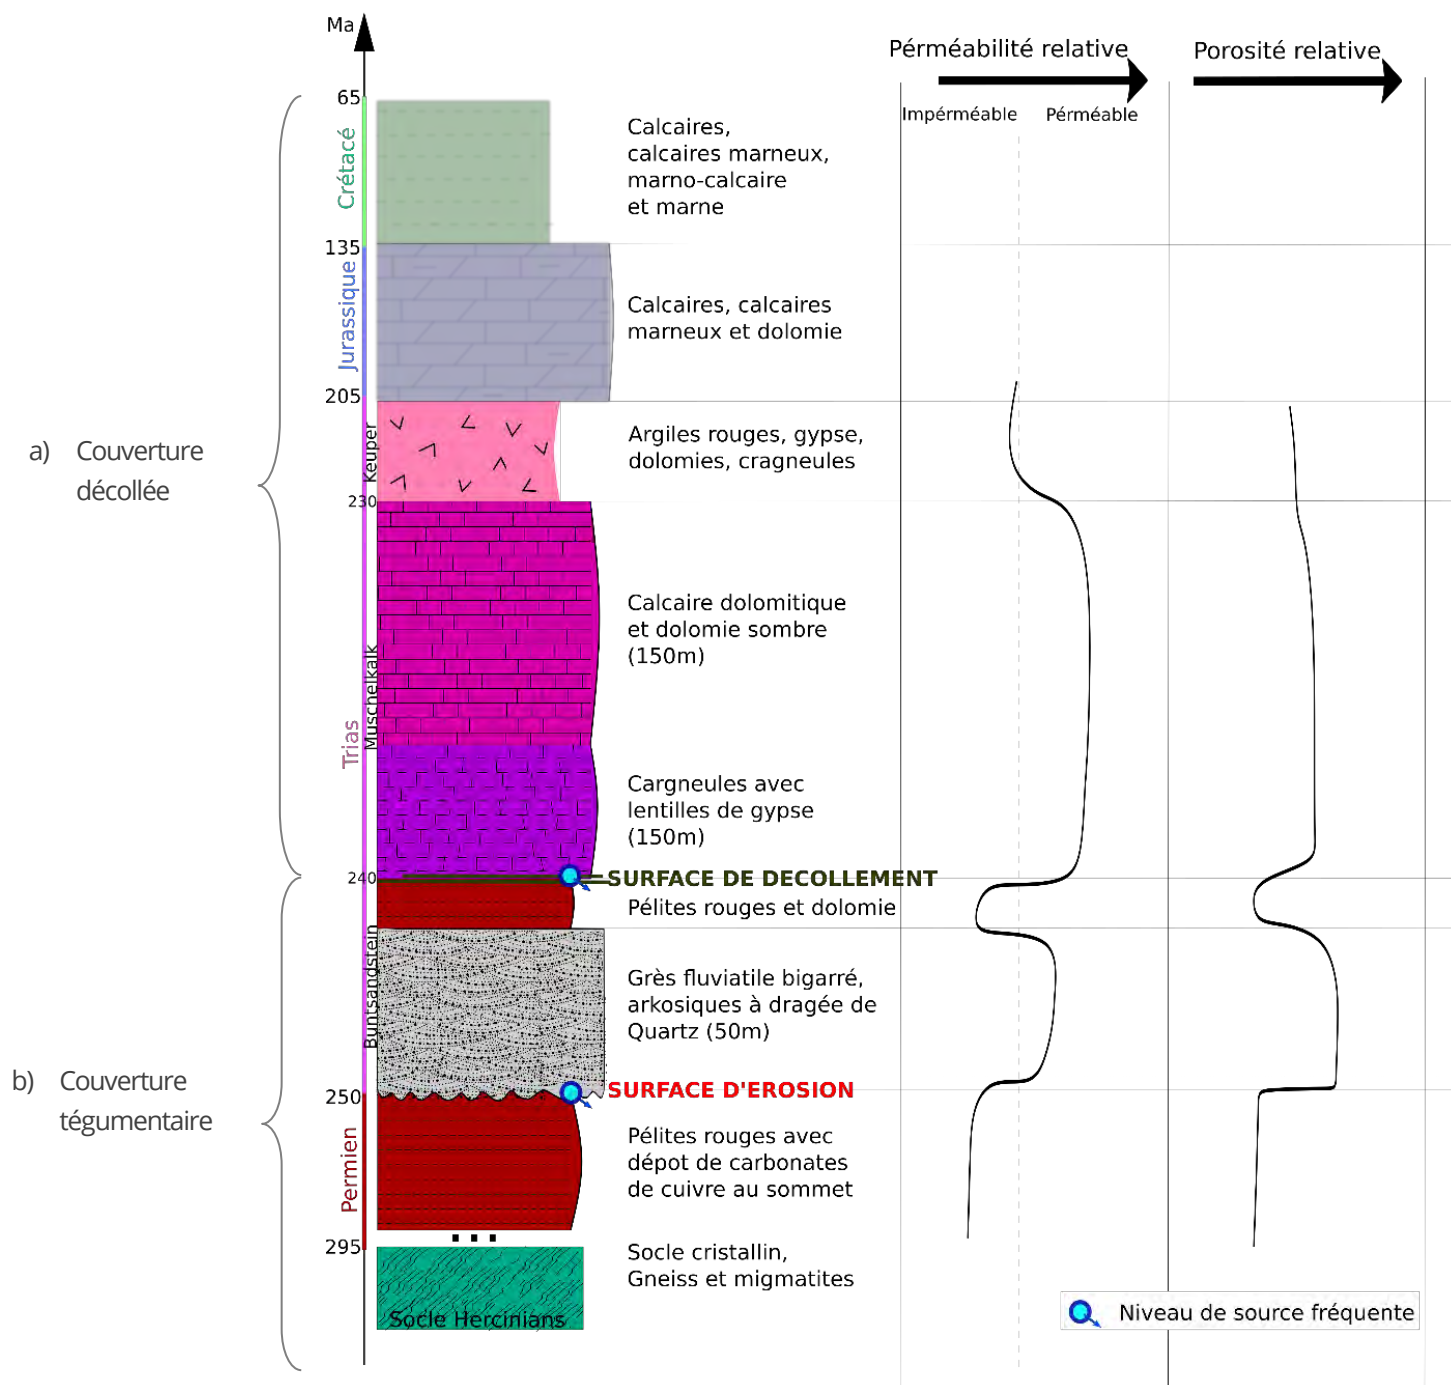 Ma
Pérméabilité relative
Porosité relative
Impérméable
Pérméable
65
Crétacé
Calcaires,
calcaires marneux,
marno-calcaire
et marne
135
Jurassique
Calcaires, calcaires
marneux et dolomie
205
a) Couverture
décollée
Keuper
Argiles rouges, gypse,
dolomies, cragneules
230
Trias
Muschelkalk
Calcaire dolomitique
et dolomie sombre
(150m)
Cargneules avec
lentilles de gypse
(150m)
240
SURFACE DE DECOLLEMENT
Pélites rouges et dolomie
Buntsandstein
Grès fluviatile bigarré,
arkosiques à dragée de
Quartz (50m)
b) Couverture
tégumentaire
250
SURFACE D'EROSION
Permien
Pélites rouges avec
dépot de carbonates
de cuivre au sommet
295
Socle cristallin,
Gneiss et migmatites
Socle Hercinians
Niveau de source fréquente